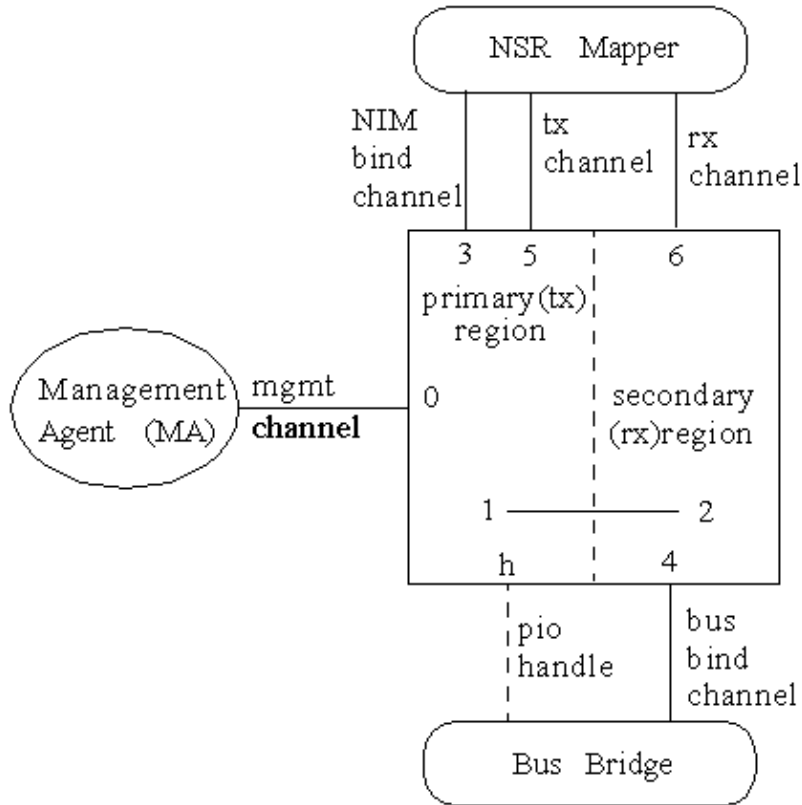 NSR Mapper
NIM
bind
channel
tx
channel
rx
channel
3 5 6
primary(tx)
region
Management
Agent (MA)
mgmt
channel
0
secondary
(rx)region
1 2
h 4
pio
handle
bus
bind
channel
Bus Bridge